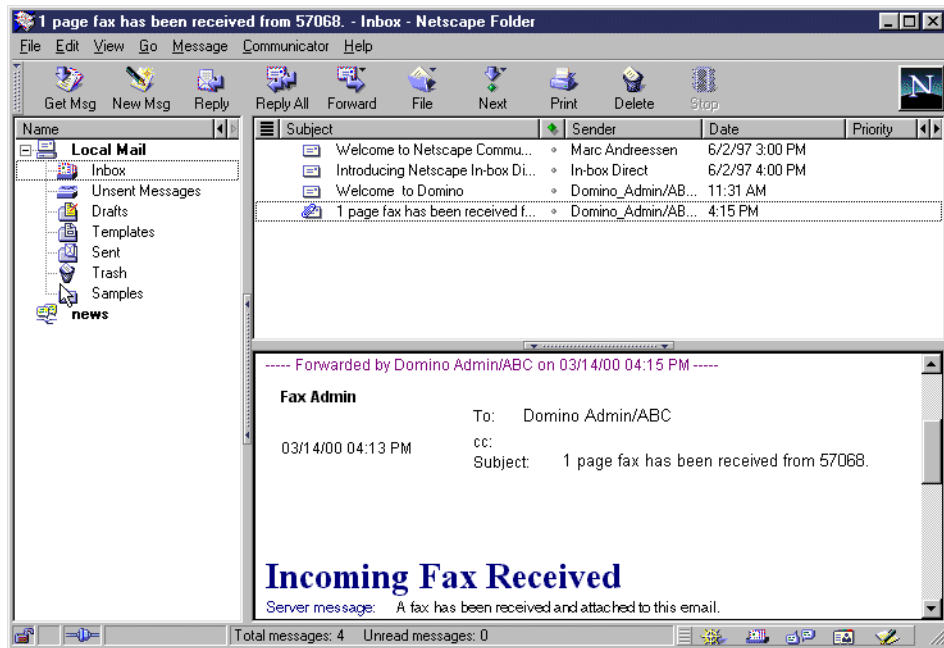 1 page fax has been received from 57068. - Inbox - Netscape Folder
File Edit View Go Message Communicator Help
Get Msg New Msg Reply Reply All Forward File Next Print Delete Stop
N
Name Subject Sender Date Priority
Local Mail
Inbox
Unsent Messages
Drafts
Templates
Sent
Trash
Samples
news
Welcome to Netscape Commu... Marc Andreessen 6/2/97 3:00 PM
Introducing Netscape In-box Di... In-box Direct 6/2/97 4:00 PM
Welcome to Domino Domino_Admin/AB... 11:31 AM
1 page fax has been received f... Domino_Admin/AB... 4:15 PM
----- Forwarded by Domino Admin/ABC on 03/14/00 04:15 PM -----
Fax Admin
To: Domino Admin/ABC
03/14/00 04:13 PM
cc:
Subject: 1 page fax has been received from 57068.
Incoming Fax Received
Server message: A fax has been received and attached to this email.
Total messages: 4 Unread messages: 0